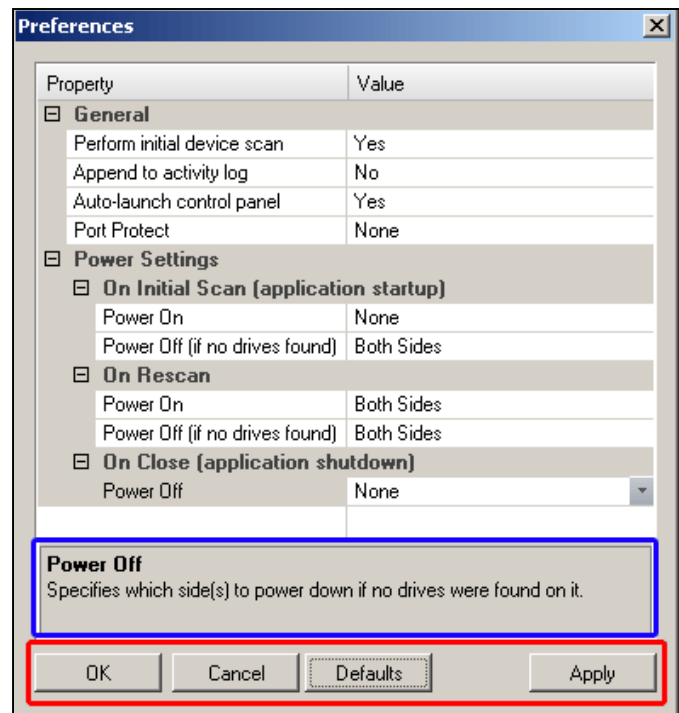 Preferences
Property Value
General
Perform initial device scan Yes
Append to activity log No
Auto-launch control panel Yes
Port Protect None
Power Settings
On Initial Scan (application startup)
Power On None
Power Off (if no drives found) Both Sides
On Rescan
Power On Both Sides
Power Off (if no drives found) Both Sides
On Close (application shutdown)
Power Off None
Power Off
Specifies which side(s) to power down if no drives were found on it.
OK Cancel Defaults Apply